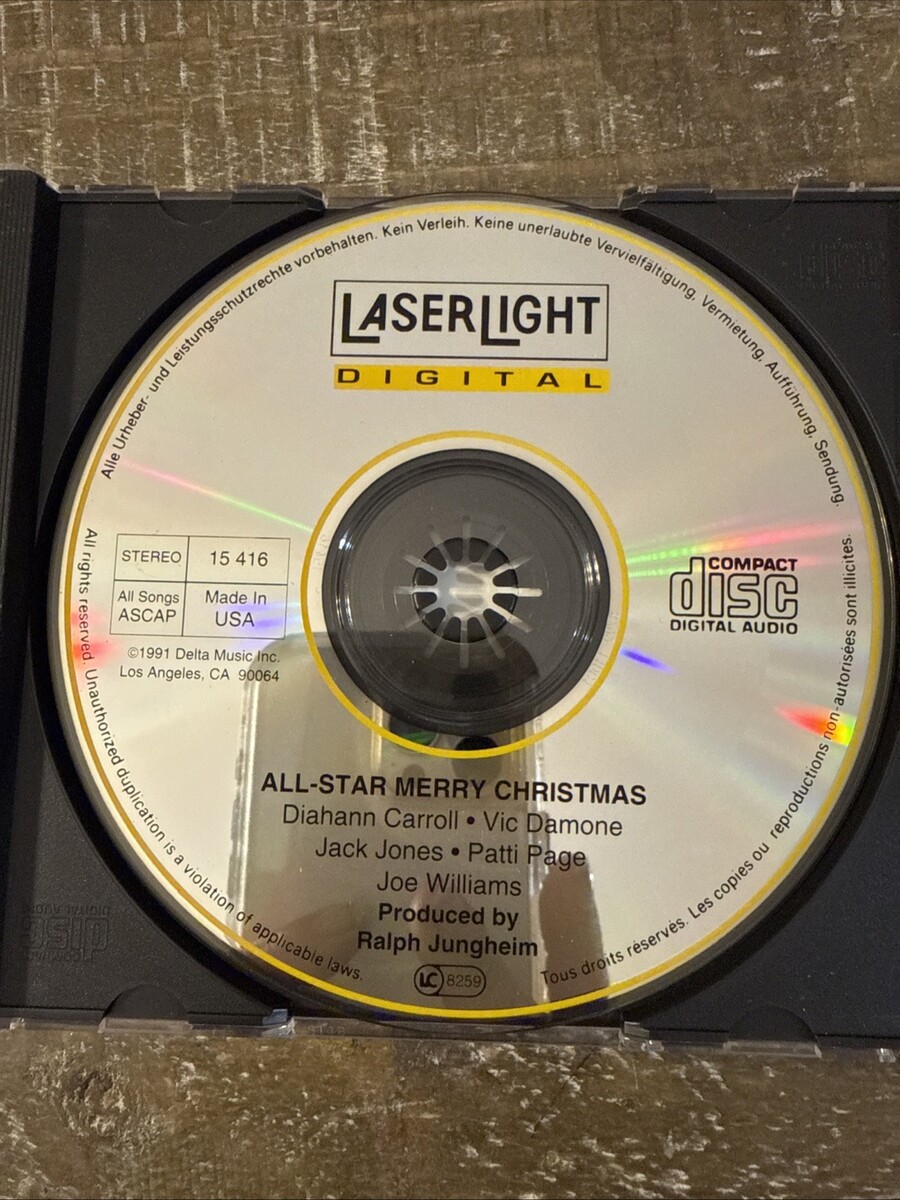 Alle Urheber- und Leistungsschutzrechte vorbehalten. Kein Verleih. Keine unerlaubte Vervielfältigung, Vermietung, Aufführung, Sendung.
LASERLIGHT
DIGITAL
STEREO
15 416
All Songs
ASCAP
Made In
USA
©1991 Delta Music Inc.
Los Angeles, CA 90064
COMPACT
disc
DIGITAL AUDIO
ALL-STAR MERRY CHRISTMAS
Diahann Carroll • Vic Damone
Jack Jones • Patti Page
Joe Williams
Produced by
Ralph Jungheim
LC 8259
All rights reserved. Unauthorized duplication is a violation of applicable laws.
Tous droits réservés. Les copies ou reproductions non-autorisées sont illicites.
COMPACT
disc
DIGITAL AUDIO